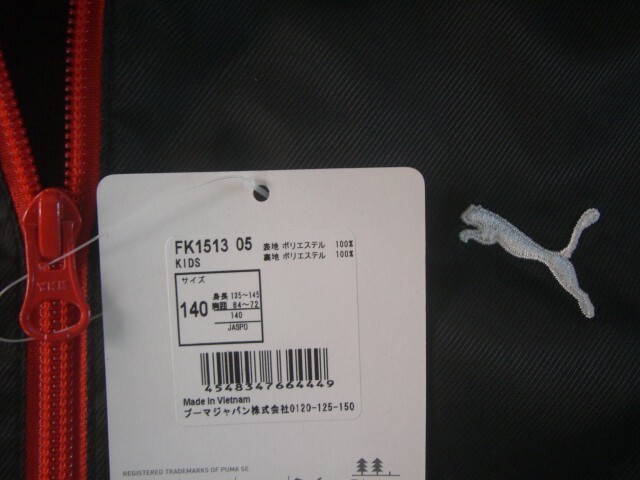 YKK
FK1513 05 表地 ポリエステル 100%
KIDS 裏地 ポリエステル 100%
サイズ
140 身長 135～145
胸囲 64～72
140
JASPO
4548347664449
Made in Vietnam
プーマジャパン株式会社0120-125-150
REGISTERED TRADEMARKS OF PUMA SE